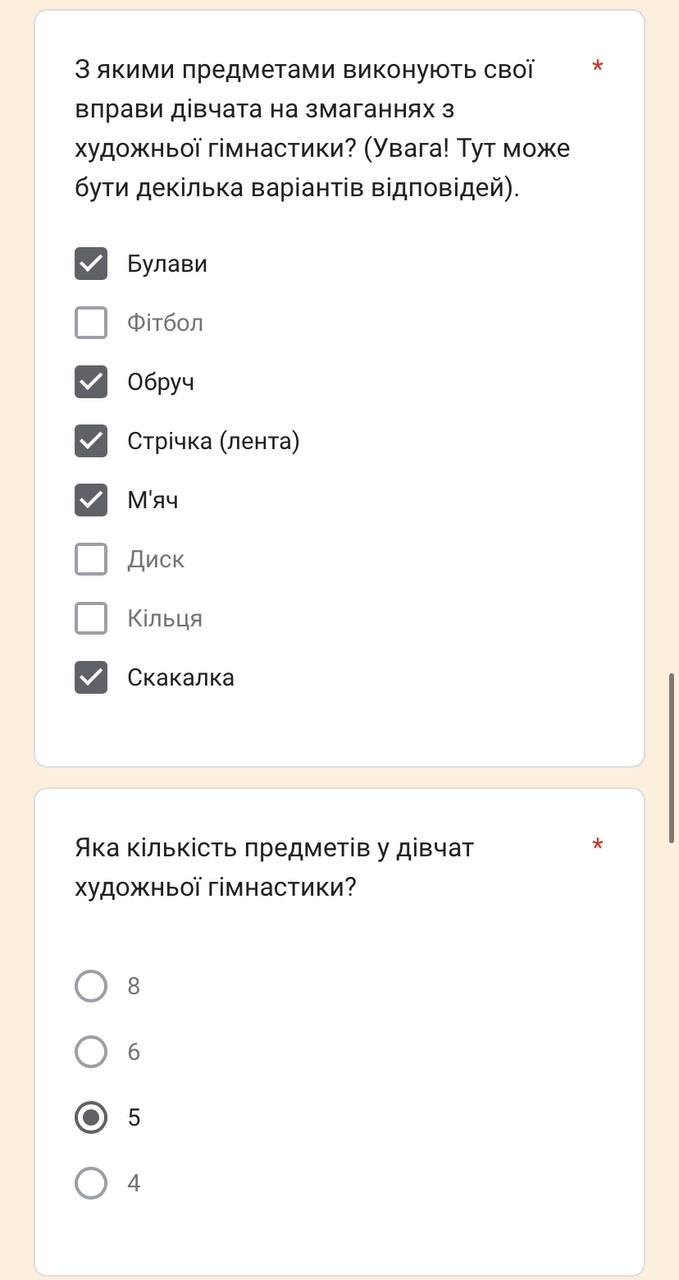 З якими предметами виконують свої *
вправи дівчата на змаганнях з
художньої гімнастики? (Увага! Тут може
бути декілька варіантів відповідей).
Булави
Фітбол
Обруч
Стрічка (лента)
М'яч
Диск
Кільця
Скакалка
Яка кількість предметів у дівчат *
художньої гімнастики?
8
6
5
4